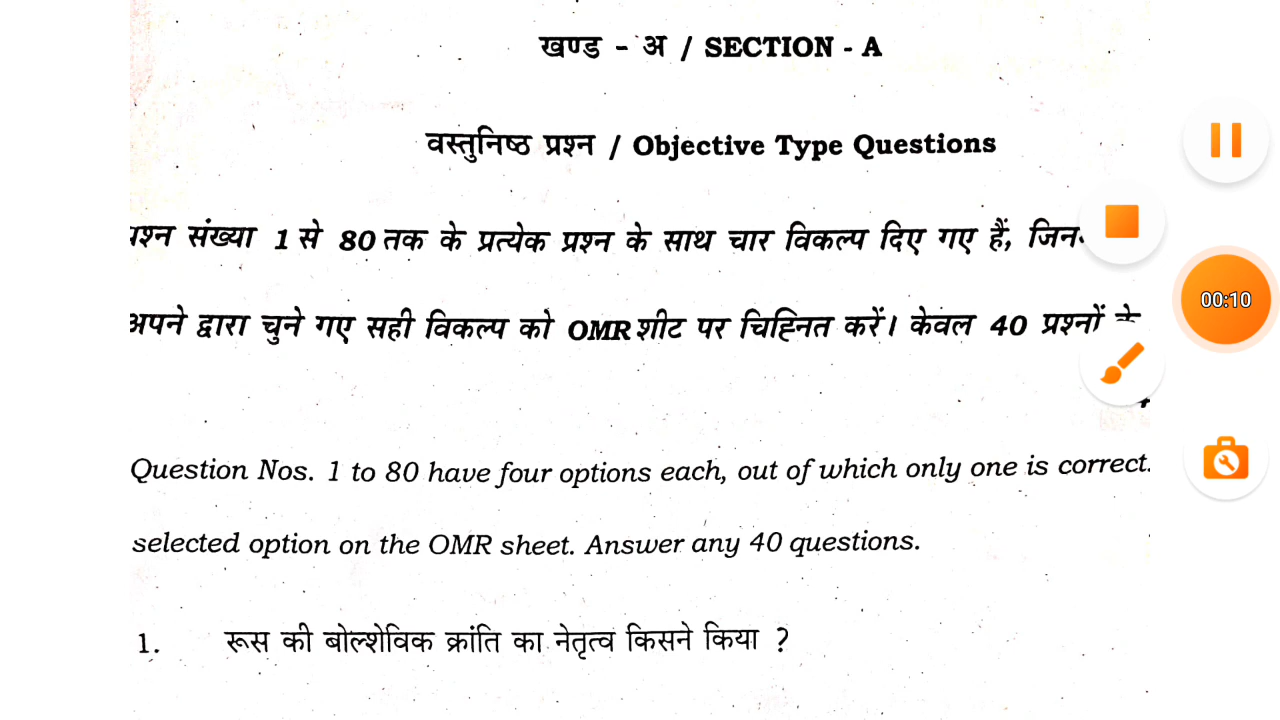 खण्ड - अ / SECTION - A
वस्तुनिष्ठ प्रश्न / Objective Type Questions
संख्या 1 से 80 तक के प्रत्येक प्रश्न के साथ चार विकल्प दिए गए हैं,
अपने द्वारा चुने गए सही विकल्प को OMR शीट पर चिह्नित करें। केवल 40 प्रश्नों
Question Nos. 1 to 80 have four options each, out of which only one is correct.
selected option on the OMR sheet. Answer any 40 questions.
1. रूस की बोल्शेविक क्रांति का नेतृत्व किसने किया ?
00:10